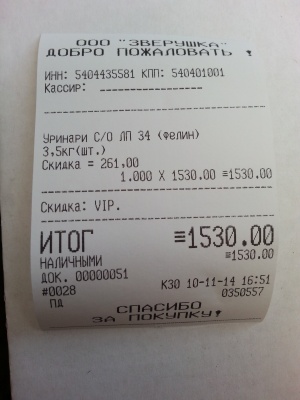 ООО "ЗВЕРУШКА"
ДОБРО ПОЖАЛОВАТЬ !
ИНН: 5404435581 КПП: 540401001
Кассир: __________________
Уринари С/О ЛП 34 (фелин)
3,5кг(шт.)
Скидка = 261,00
1.000 X 1530.00 ≡1530.00
Скидка: VIP.
ИТОГ ≡1530.00
НАЛИЧНЫМИ ≡1530.00
ДОК. 00000051 К30 10-11-14 16:51
#0028 0350557
ПД
СПАСИБО
ЗА ПОКУПКУ!